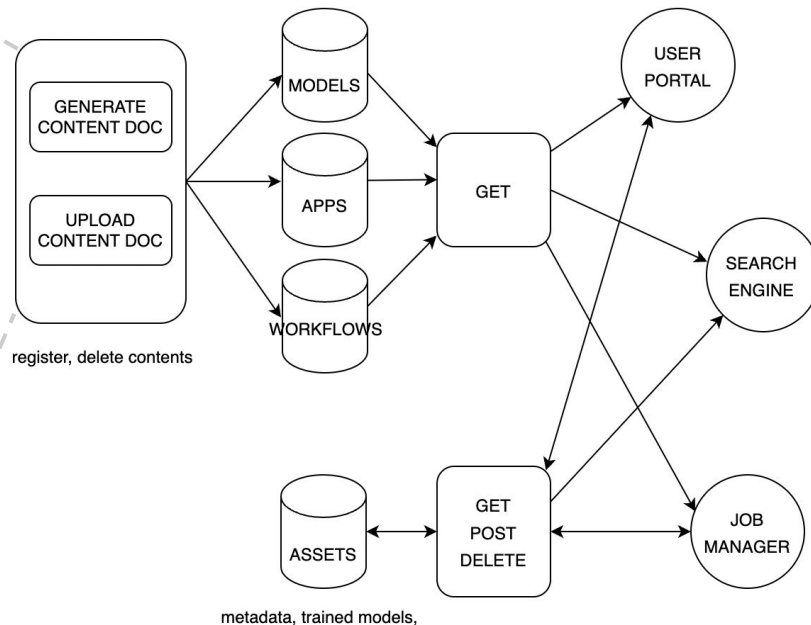 GENERATE
CONTENT DOC
UPLOAD
CONTENT DOC
register, delete contents
MODELS
APPS
WORKFLOWS
GET
USER
PORTAL
SEARCH
ENGINE
ASSETS
metadata, trained models,
GET
POST
DELETE
JOB
MANAGER